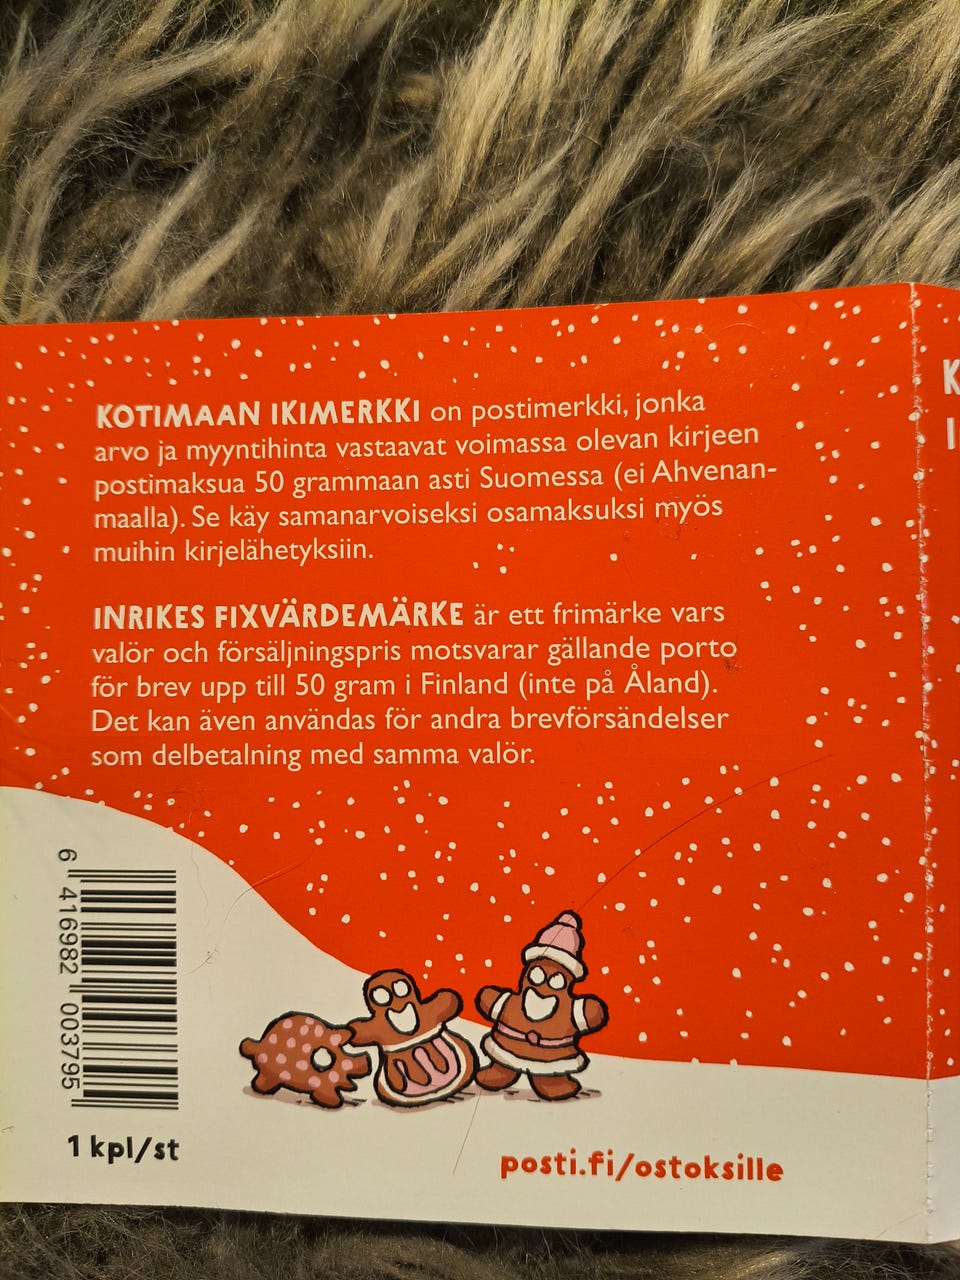 KOTIMAAN IKIMERKKI on postimerkki, jonka
arvo ja myyntihinta vastaavat voimassa olevan kirjeen
postimaksua 50 grammaan asti Suomessa (ei Ahvenan-
maalla). Se käy samanarvoiseksi osamaksuksi myös
muihin kirjelähetyksiin.
INRIKES FIXVÄRDEMÄRKE är ett frimärke vars
valör och försäljningspris motsvarar gällande porto
för brev upp till 50 gram i Finland (inte på Åland).
Det kan även användas för andra brevförsändelser
som delbetalning med samma valör.
6 416982 003795
1 kpl/st
posti.fi/ostoksille